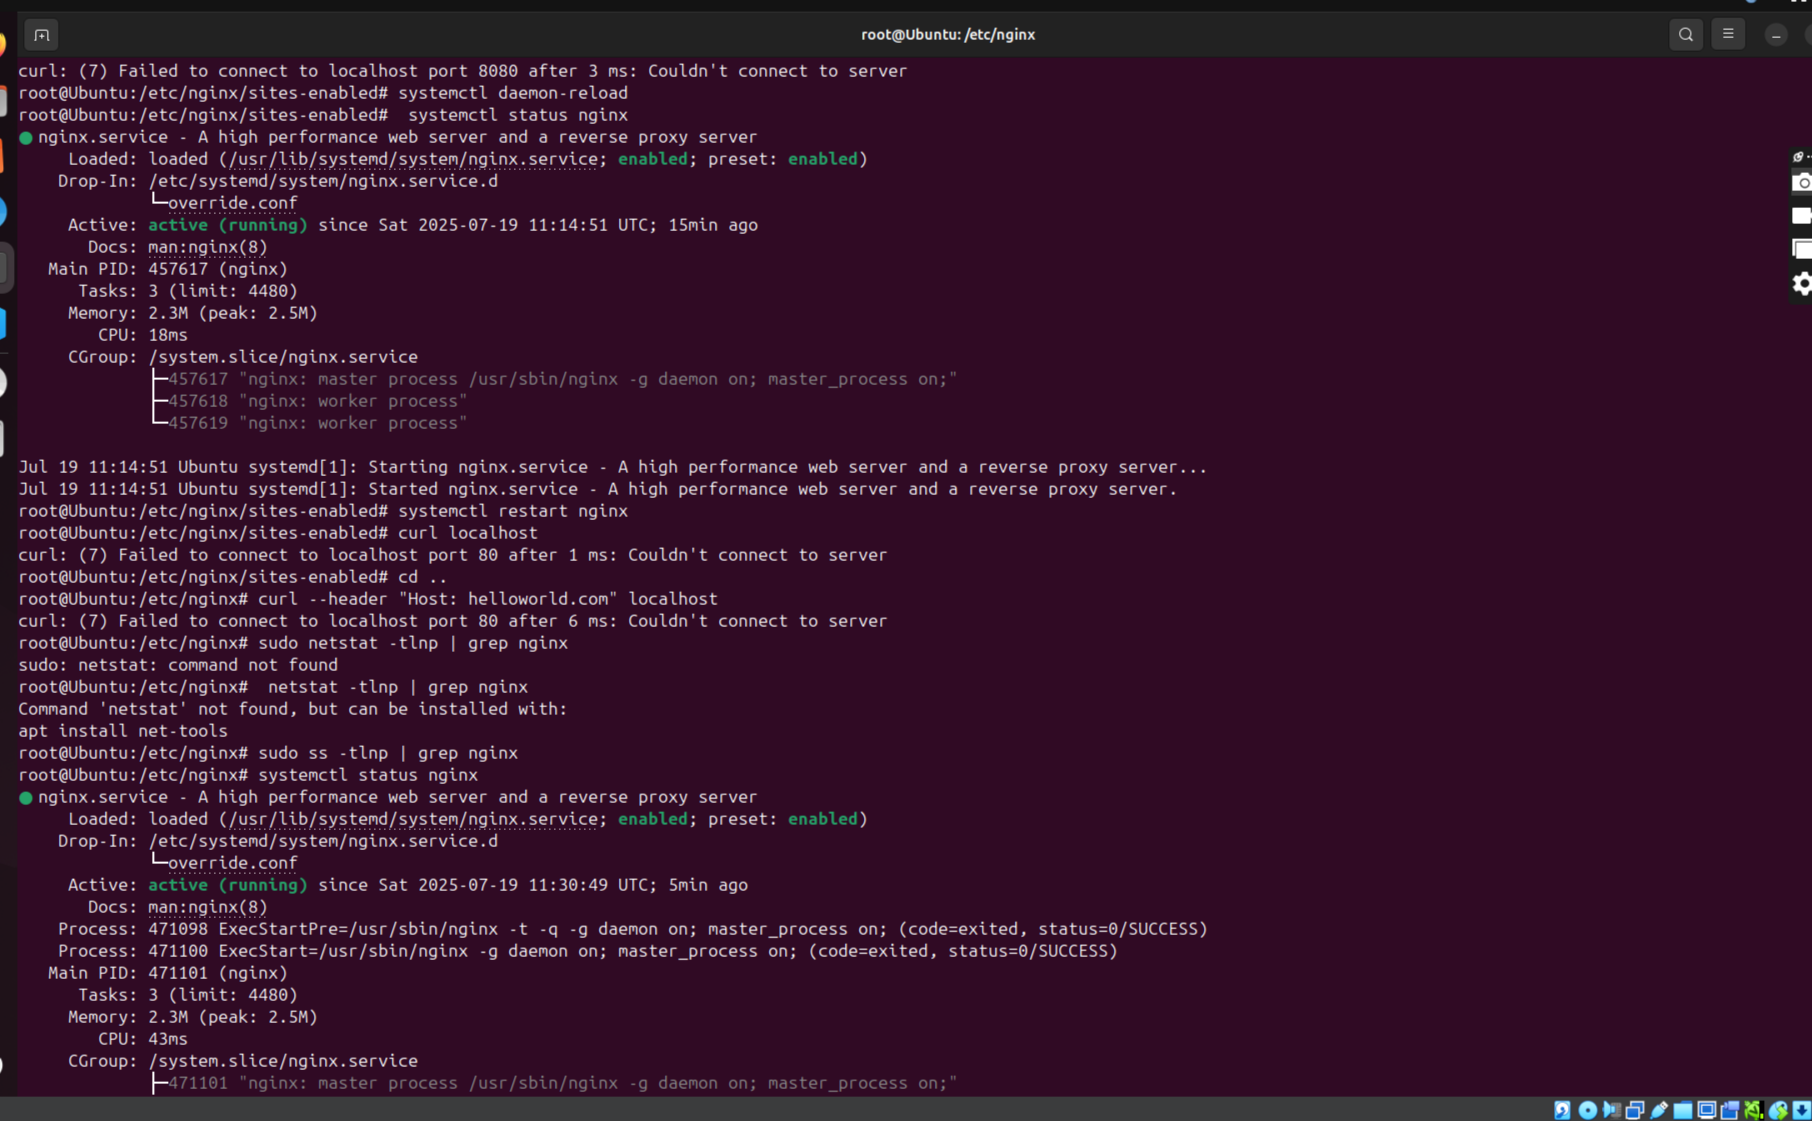 root@Ubuntu: /etc/nginx
curl: (7) Failed to connect to localhost port 8080 after 3 ms: Couldn't connect to server
root@Ubuntu:/etc/nginx/sites-enabled# systemctl daemon-reload
root@Ubuntu:/etc/nginx/sites-enabled#  systemctl status nginx
● nginx.service - A high performance web server and a reverse proxy server
     Loaded: loaded (/usr/lib/systemd/system/nginx.service; enabled; preset: enabled)
    Drop-In: /etc/systemd/system/nginx.service.d
             └─override.conf
     Active: active (running) since Sat 2025-07-19 11:14:51 UTC; 15min ago
       Docs: man:nginx(8)
   Main PID: 457617 (nginx)
      Tasks: 3 (limit: 4480)
     Memory: 2.3M (peak: 2.5M)
        CPU: 18ms
     CGroup: /system.slice/nginx.service
             ├─457617 "nginx: master process /usr/sbin/nginx -g daemon on; master_process on;"
             ├─457618 "nginx: worker process"
             └─457619 "nginx: worker process"
Jul 19 11:14:51 Ubuntu systemd[1]: Starting nginx.service - A high performance web server and a reverse proxy server...
Jul 19 11:14:51 Ubuntu systemd[1]: Started nginx.service - A high performance web server and a reverse proxy server.
root@Ubuntu:/etc/nginx/sites-enabled# systemctl restart nginx
root@Ubuntu:/etc/nginx/sites-enabled# curl localhost
curl: (7) Failed to connect to localhost port 80 after 1 ms: Couldn't connect to server
root@Ubuntu:/etc/nginx/sites-enabled# cd ..
root@Ubuntu:/etc/nginx# curl --header "Host: helloworld.com" localhost
curl: (7) Failed to connect to localhost port 80 after 6 ms: Couldn't connect to server
root@Ubuntu:/etc/nginx# sudo netstat -tlnp | grep nginx
sudo: netstat: command not found
root@Ubuntu:/etc/nginx#  netstat -tlnp | grep nginx
Command 'netstat' not found, but can be installed with:
apt install net-tools
root@Ubuntu:/etc/nginx# sudo ss -tlnp | grep nginx
root@Ubuntu:/etc/nginx# systemctl status nginx
● nginx.service - A high performance web server and a reverse proxy server
     Loaded: loaded (/usr/lib/systemd/system/nginx.service; enabled; preset: enabled)
    Drop-In: /etc/systemd/system/nginx.service.d
             └─override.conf
     Active: active (running) since Sat 2025-07-19 11:30:49 UTC; 5min ago
       Docs: man:nginx(8)
    Process: 471098 ExecStartPre=/usr/sbin/nginx -t -q -g daemon on; master_process on; (code=exited, status=0/SUCCESS)
    Process: 471100 ExecStart=/usr/sbin/nginx -g daemon on; master_process on; (code=exited, status=0/SUCCESS)
   Main PID: 471101 (nginx)
      Tasks: 3 (limit: 4480)
     Memory: 2.3M (peak: 2.5M)
        CPU: 43ms
     CGroup: /system.slice/nginx.service
             ├─471101 "nginx: master process /usr/sbin/nginx -g daemon on; master_process on;"